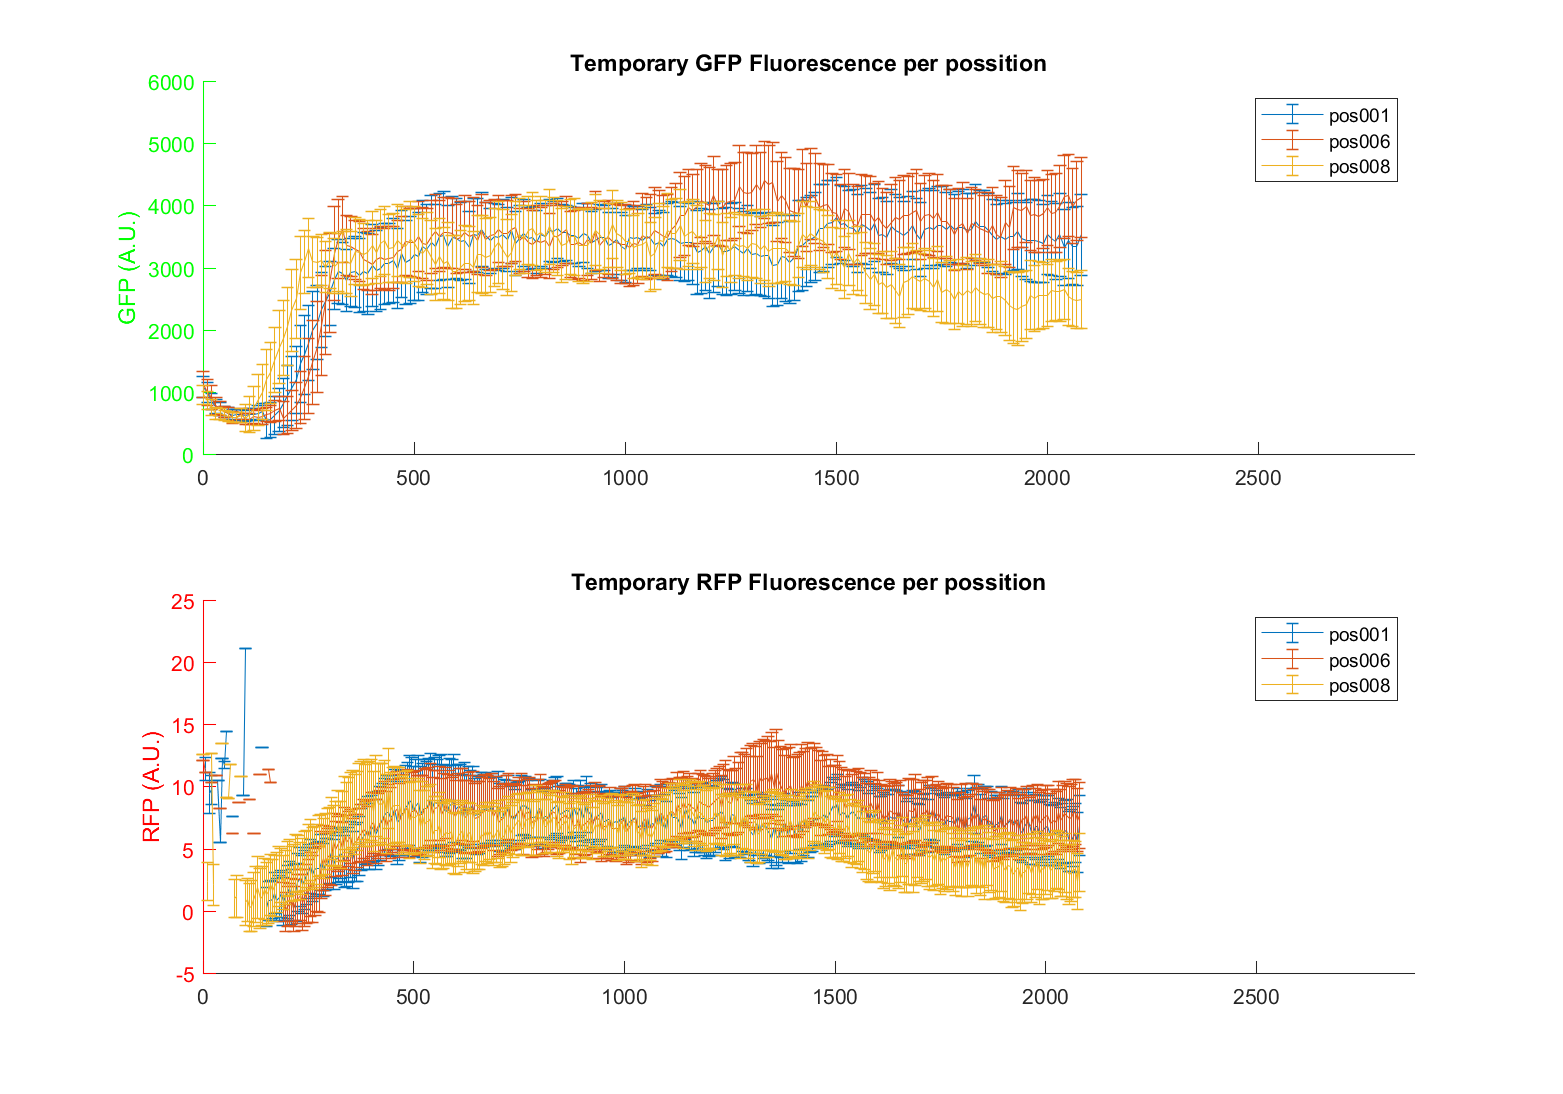 Temporary GFP Fluorescence per possition
6000
5000
4000
3000
2000
1000
0
GFP (A.U.)
0 500 1000 1500 2000 2500
pos001
pos006
pos008
Temporary RFP Fluorescence per possition
25
20
15
10
5
0
-5
RFP (A.U.)
0 500 1000 1500 2000 2500
pos001
pos006
pos008